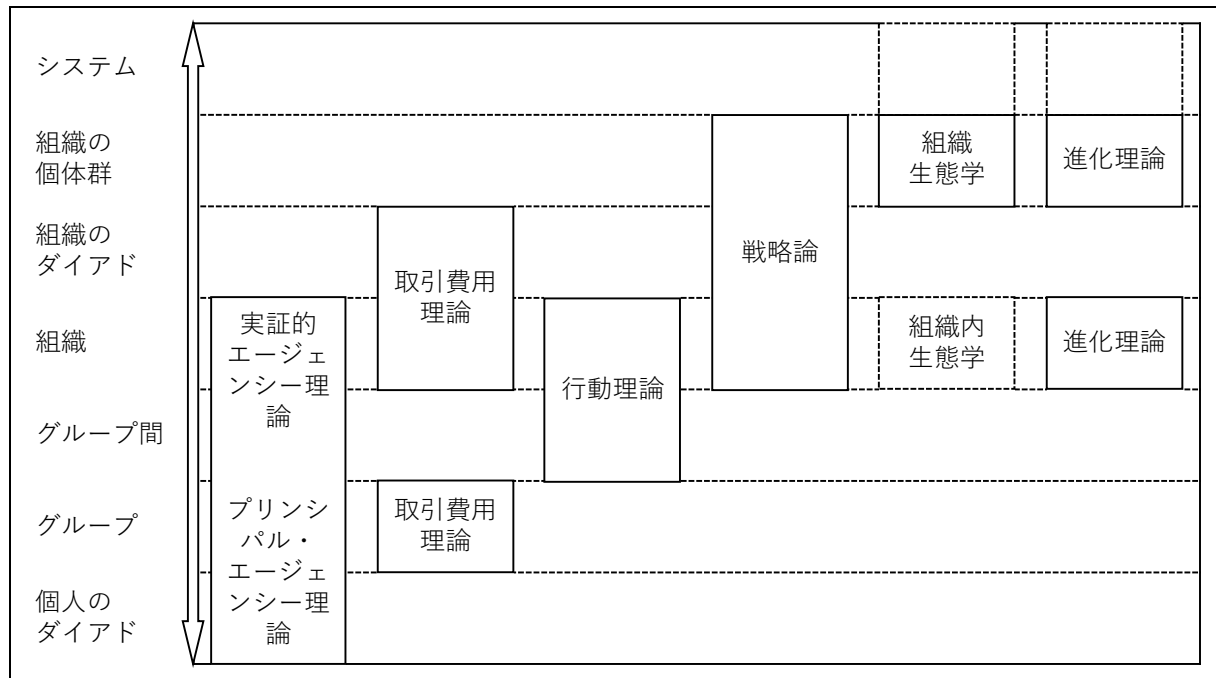 システム
組織の
個体群
組織の
ダイアド
組織
グループ間
グループ
個人の
ダイアド
実証的
エージェ
ンシー理
論
プリンシ
パル・
エージェ
ンシー理
論
取引費用
理論
取引費用
理論
行動理論
戦略論
組織
生態学
組織内
生態学
進化理論
進化理論